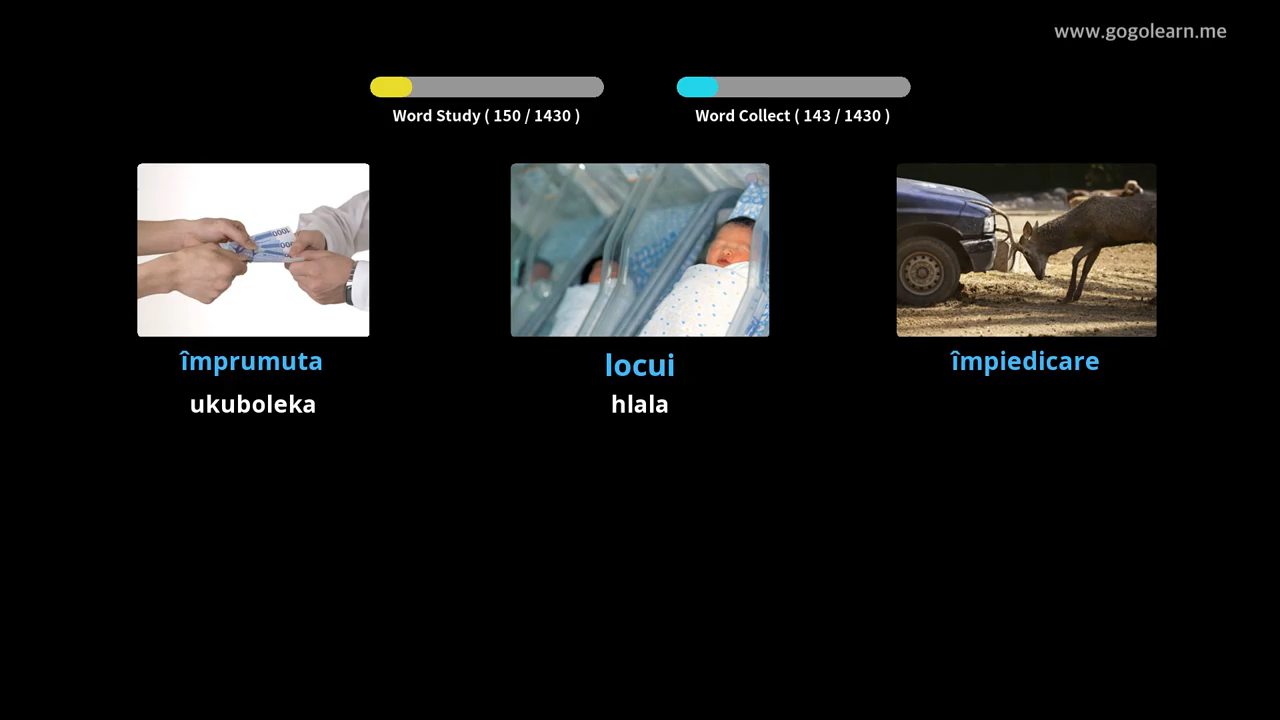 www.gogolearn.me
Word Study ( 150 / 1430 )
Word Collect ( 143 / 1430 )
împrumuta
locui
împiedicare
ukuboleka
hlala